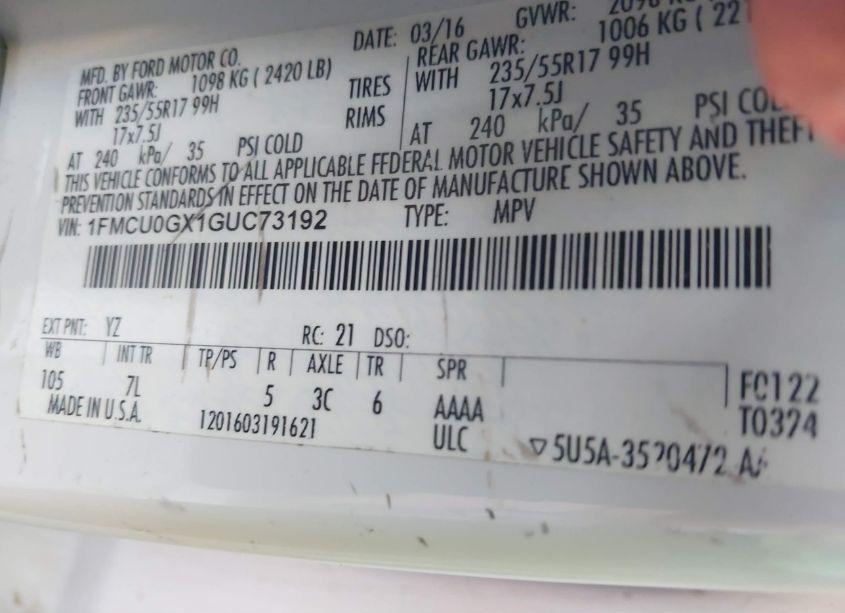 MFD. BY FORD MOTOR CO.
DATE: 03/16
GVWR:
FRONT GAWR: 1098 KG ( 2420 LB)
REAR GAWR: 1006 KG (
WITH 235/55R17 99H TIRES
WITH 235/55R17 99H
17x7.5J RIMS
17x7.5J
AT 240 kPa/ 35 PSI COLD
AT 240 kPa/ 35 PSI
THIS VEHICLE CONFORMS TO ALL APPLICABLE FEDERAL MOTOR VEHICLE SAFETY AND THEFT
PREVENTION STANDARDS IN EFFECT ON THE DATE OF MANUFACTURE SHOWN ABOVE.
VIN: 1FMCU0GX1GUC73192 TYPE: MPV
EXT PNT: YZ RC: 21 DSO:
WB | INT TR | TP/PS | R | AXLE | TR | SPR
105 7L 5 3C 6 AAAA
FC122
MADE IN U.S.A. 1201603191621 ULC
T0324